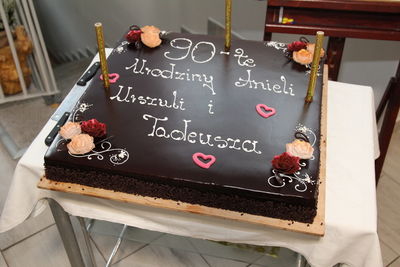 90-te
Urodziny Anieli
Urszuli i
Tadeusza